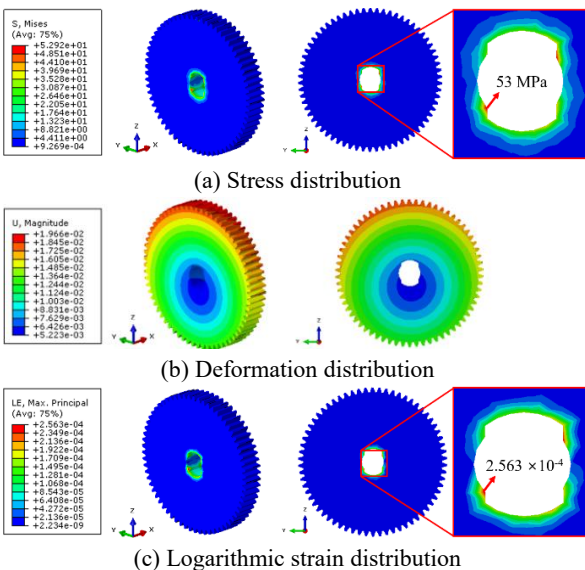 S, Mises
(Avg: 75%)
+5.292e+01
+4.851e+01
+4.410e+01
+3.969e+01
+3.528e+01
+3.087e+01
+2.646e+01
+2.205e+01
+1.764e+01
+1.323e+01
+8.821e+00
+4.411e+00
+9.269e-04
Z
Y
X
Z
Y
53 MPa
(a) Stress distribution
U, Magnitude
+1.966e-02
+1.845e-02
+1.725e-02
+1.605e-02
+1.485e-02
+1.364e-02
+1.244e-02
+1.124e-02
+1.003e-02
+8.831e-03
+7.629e-03
+6.426e-03
+5.223e-03
Z
Y
X
Z
Y
(b) Deformation distribution
LE, Max. Principal
(Avg: 75%)
+2.563e-04
+2.349e-04
+2.136e-04
+1.922e-04
+1.709e-04
+1.495e-04
+1.281e-04
+1.068e-04
+8.543e-05
+6.408e-05
+4.272e-05
+2.136e-05
+2.234e-09
Z
Y
X
Z
Y
2.563 ×10⁻⁴
(c) Logarithmic strain distribution